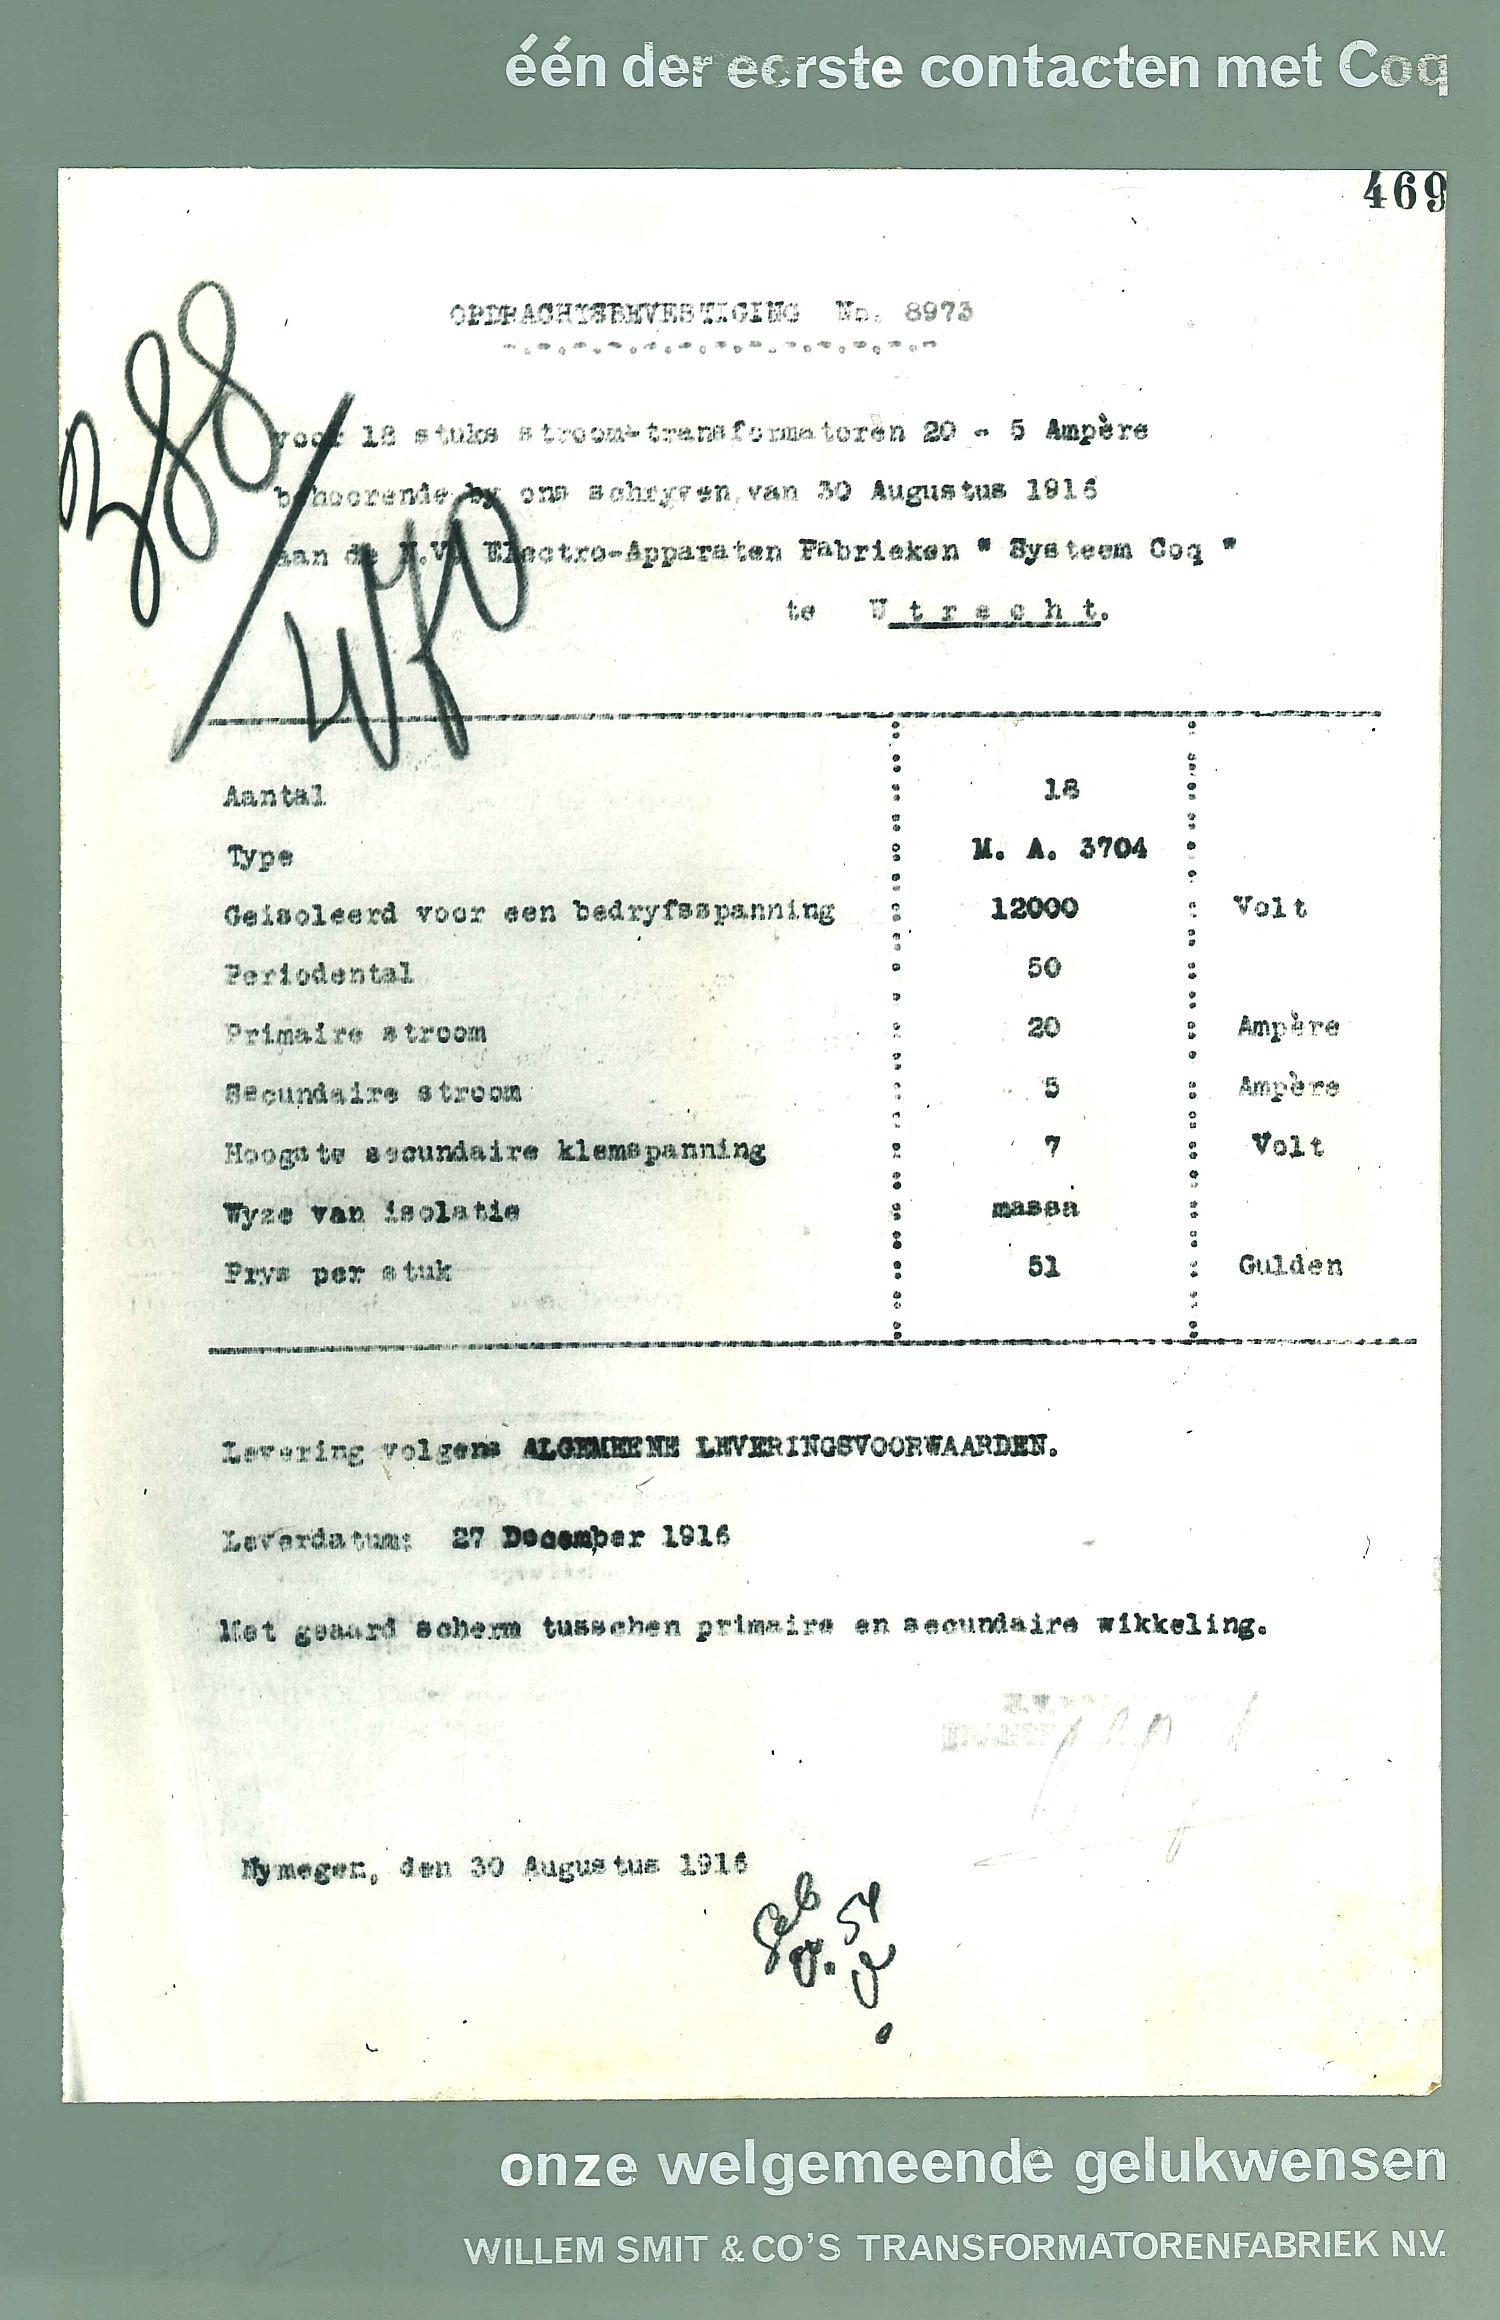 één der eerste contacten met Coq
469
OPDRACHTSBEVESTIGING No. 8973
388
voor 18 stuks stroom-transformatoren 20 - 5 Ampère
behoorende by ons schryven van 30 Augustus 1916
aan de N.V. Electro-Apparaten Fabrieken " Systeem Coq "
te Utrecht.
Aantal : 18 :
Type : M. A. 3704 :
Geisoleerd voor een bedryfsspanning : 12000 : Volt
Periodental : 50 :
Primaire stroom : 20 : Ampère
Secundaire stroom : 5 : Ampère
Hoogste secundaire klemspanning : 7 : Volt
Wyze van isolatie : massa :
Prys per stuk : 51 : Gulden
Levering volgens ALGEMEENE LEVERINGSVOORWAARDEN.
Leverdatum: 27 December 1916
Met geaard scherm tusschen primaire en secundaire wikkeling.
Nymegen, den 30 Augustus 1916
onze welgemeende gelukwensen
WILLEM SMIT & CO'S TRANSFORMATORENFABRIEK N.V.